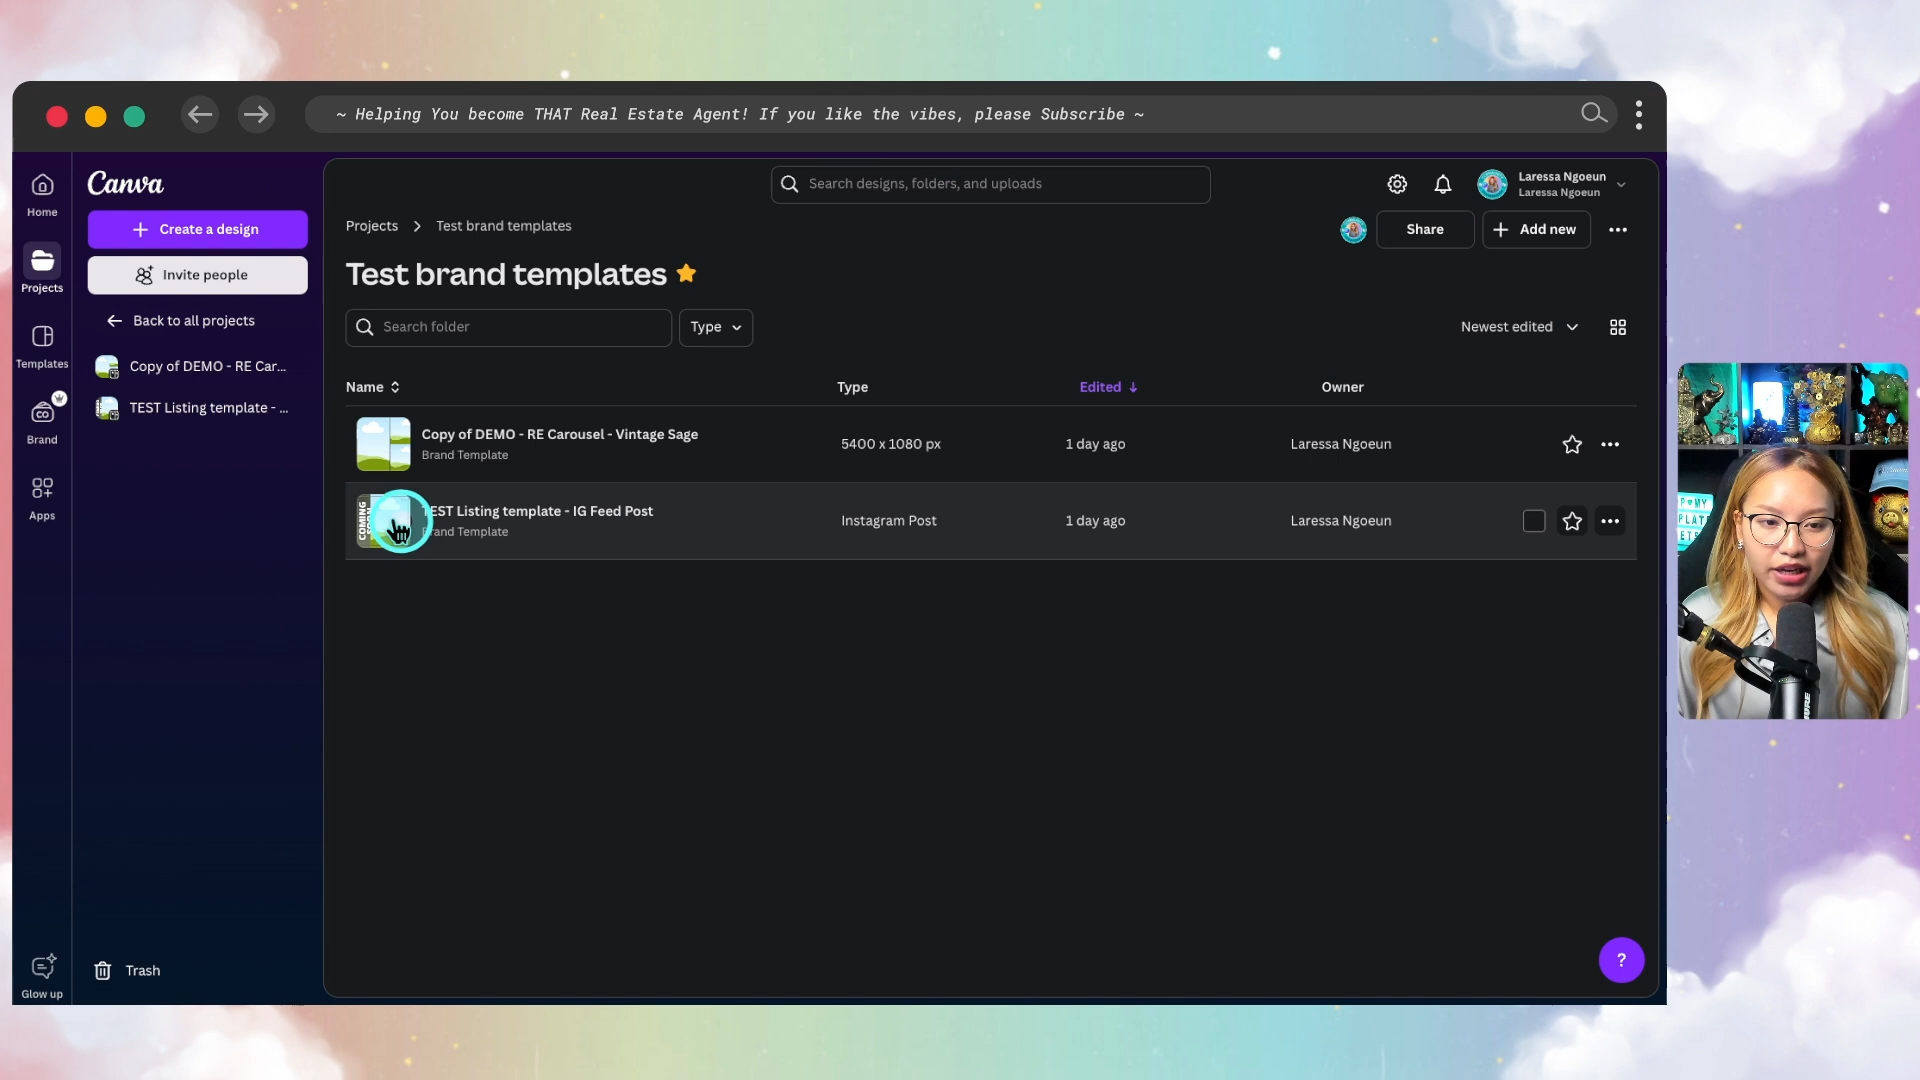 ~ Helping You become THAT Real Estate Agent! If you like the vibes, please Subscribe ~
Home
Projects
Templates
Brand
Apps
Glow up
Canva
Create a design
Invite people
Back to all projects
Copy of DEMO - RE Car...
TEST Listing template - ...
Trash
Search designs, folders, and uploads
Laressa Ngoeun
Laressa Ngoeun
Projects > Test brand templates
Share
Add new
Test brand templates
Search folder
Type
Newest edited
Name
Type
Edited
Owner
Copy of DEMO - RE Carousel - Vintage Sage
Brand Template
5400 x 1080 px
1 day ago
Laressa Ngoeun
COMING
TEST Listing template - IG Feed Post
Brand Template
Instagram Post
1 day ago
Laressa Ngoeun
?